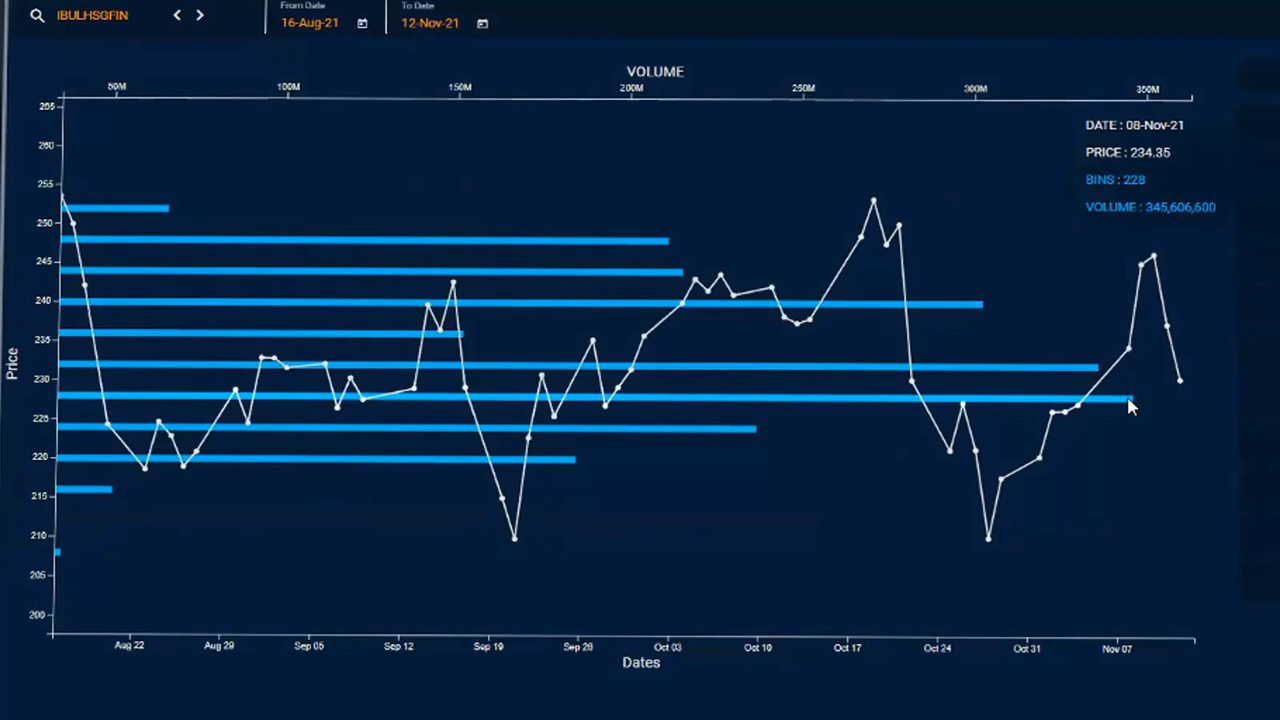 From Date
To Date
IBULHSGFIN
16-Aug-21
12-Nov-21
VOLUME
50M 100M 150M 200M 250M 300M 350M
265
260
255
250
245
240
235
230
225
220
215
210
205
200
Price
DATE : 08-Nov-21
PRICE : 234.35
BINS : 228
VOLUME : 345,606,600
Aug 22 Aug 29 Sep 05 Sep 12 Sep 19 Sep 26 Oct 03 Oct 10 Oct 17 Oct 24 Oct 31 Nov 07
Dates